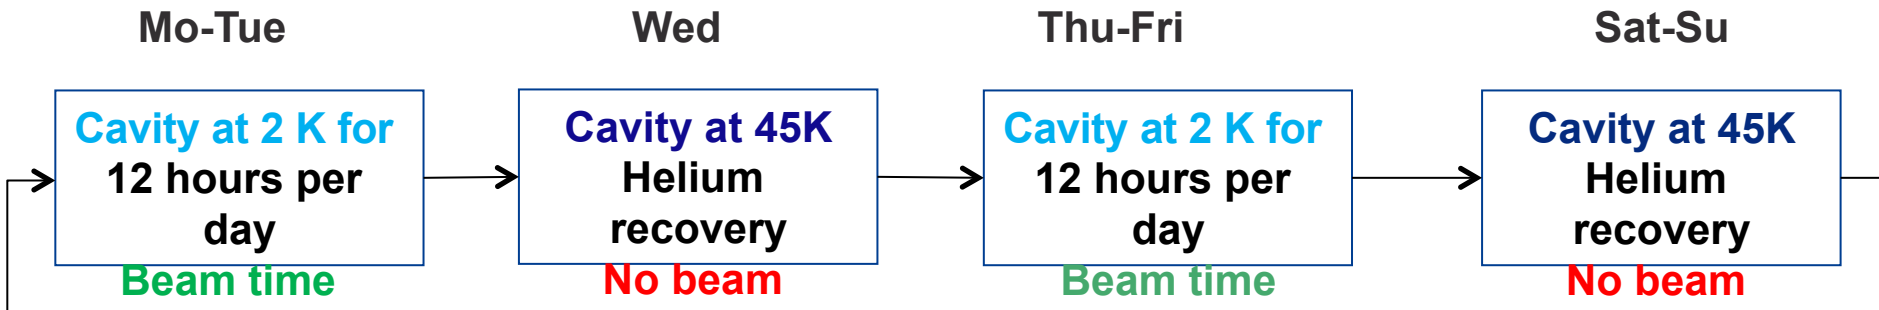 Mo-Tue
Cavity at 2 K for
12 hours per
day
Beam time
Wed
Cavity at 45K
Helium
recovery
No beam
Thu-Fri
Cavity at 2 K for
12 hours per
day
Beam time
Sat-Su
Cavity at 45K
Helium
recovery
No beam